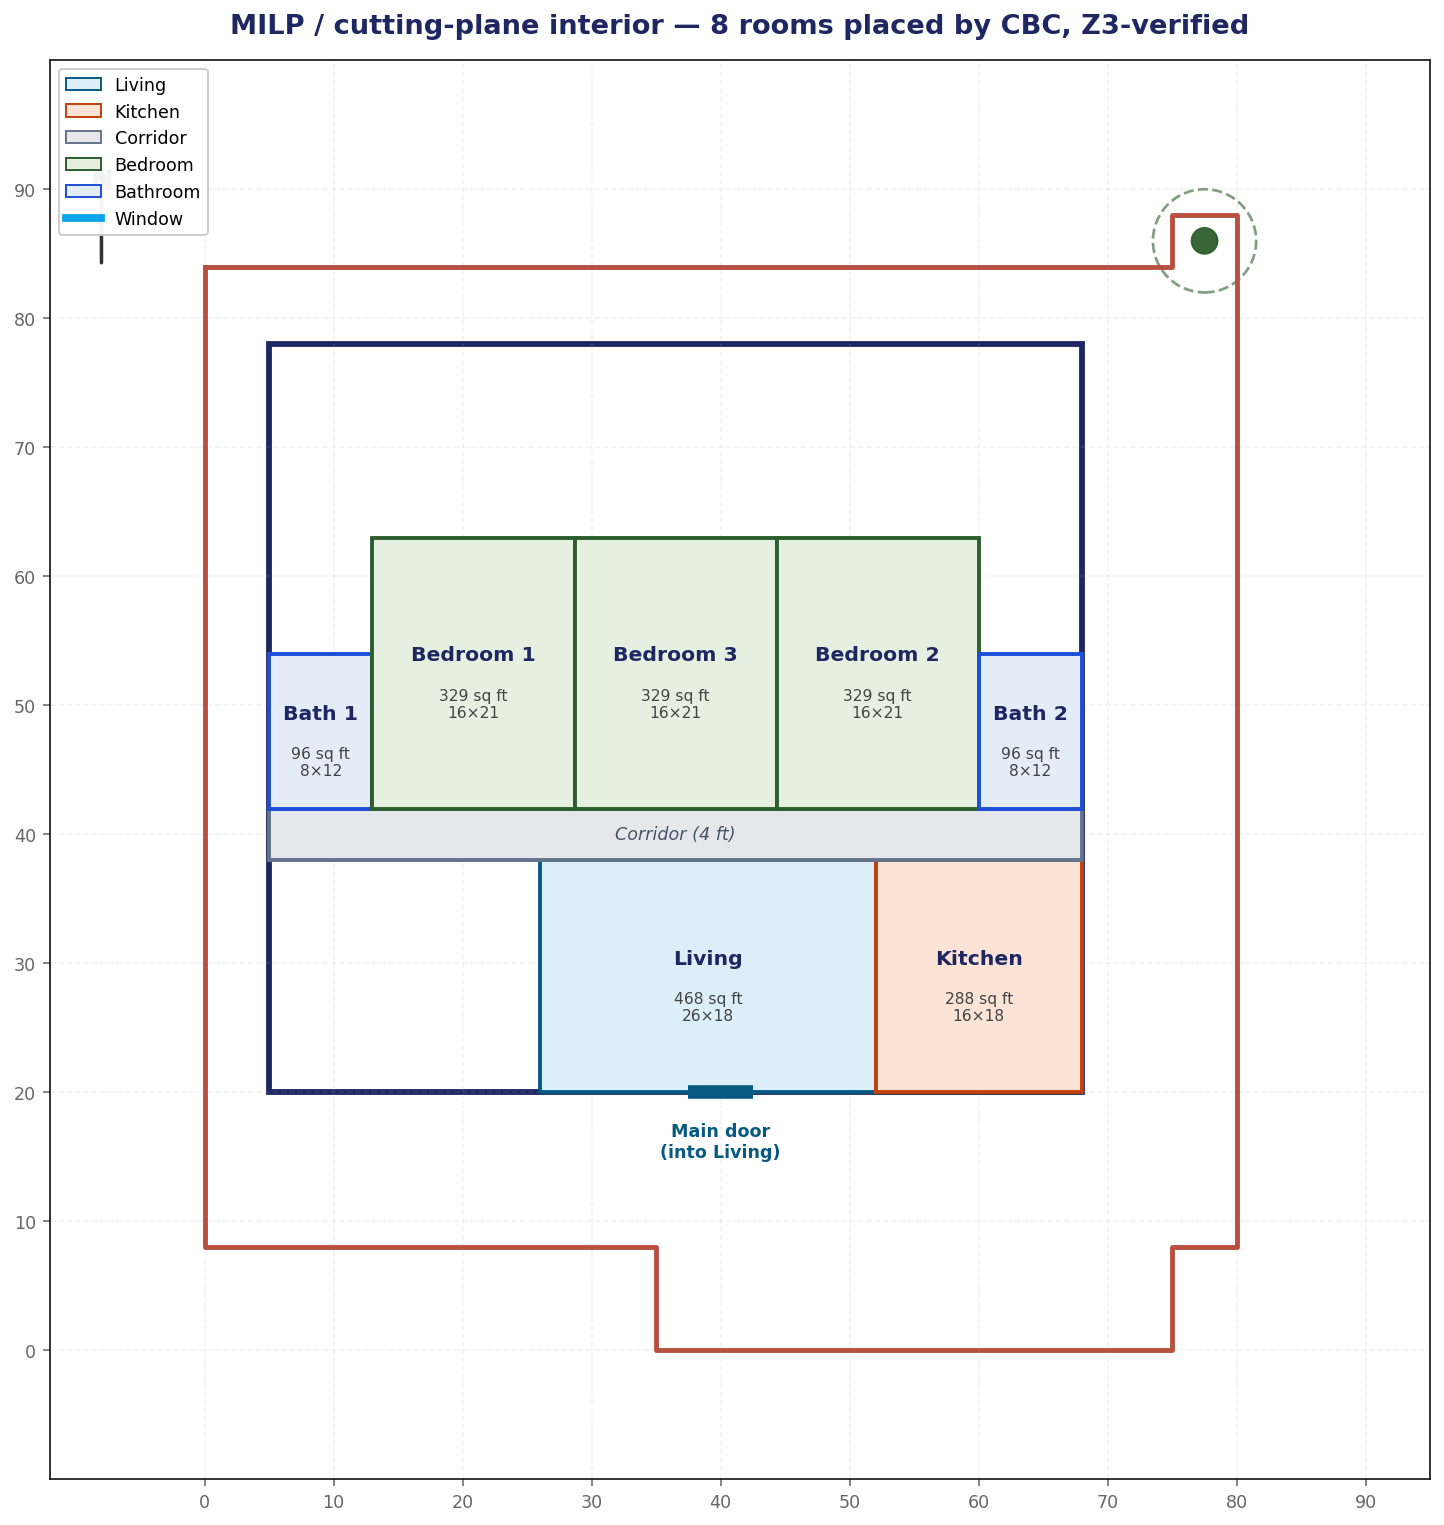 MILP / cutting-plane interior — 8 rooms placed by CBC, Z3-verified
Living
Kitchen
Corridor
Bedroom
Bathroom
Window
90
80
70
60
50
40
30
20
10
0
Bedroom 1
329 sq ft
16×21
Bedroom 3
329 sq ft
16×21
Bedroom 2
329 sq ft
16×21
Bath 1
96 sq ft
8×12
Bath 2
96 sq ft
8×12
Corridor (4 ft)
Living
468 sq ft
26×18
Kitchen
288 sq ft
16×18
Main door
(into Living)
0
10
20
30
40
50
60
70
80
90